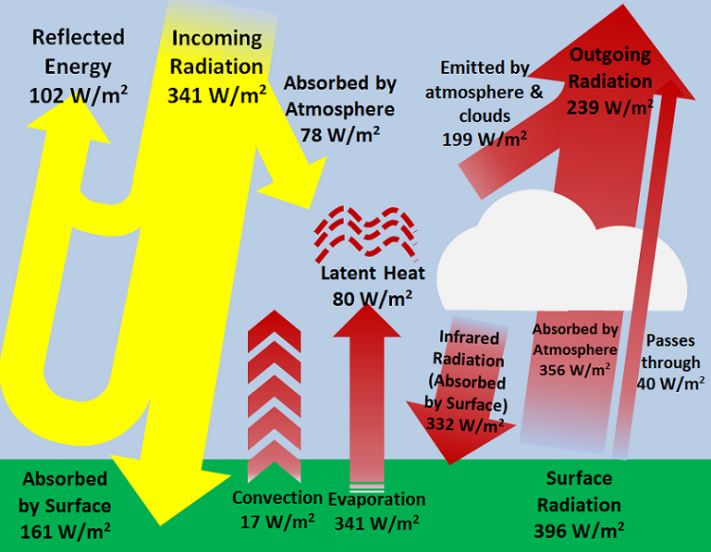 Reflected
Energy
102 W/m²
Incoming
Radiation
341 W/m²
Absorbed by
Atmosphere
78 W/m²
Emitted by
atmosphere &
clouds
199 W/m²
Outgoing
Radiation
239 W/m²
Latent Heat
80 W/m²
Infrared
Radiation
(Absorbed
by Surface)
332 W/m²
Absorbed by
Atmosphere
356 W/m²
Passes
through
40 W/m²
Absorbed
by Surface
161 W/m²
Convection
17 W/m²
Evaporation
341 W/m²
Surface
Radiation
396 W/m²